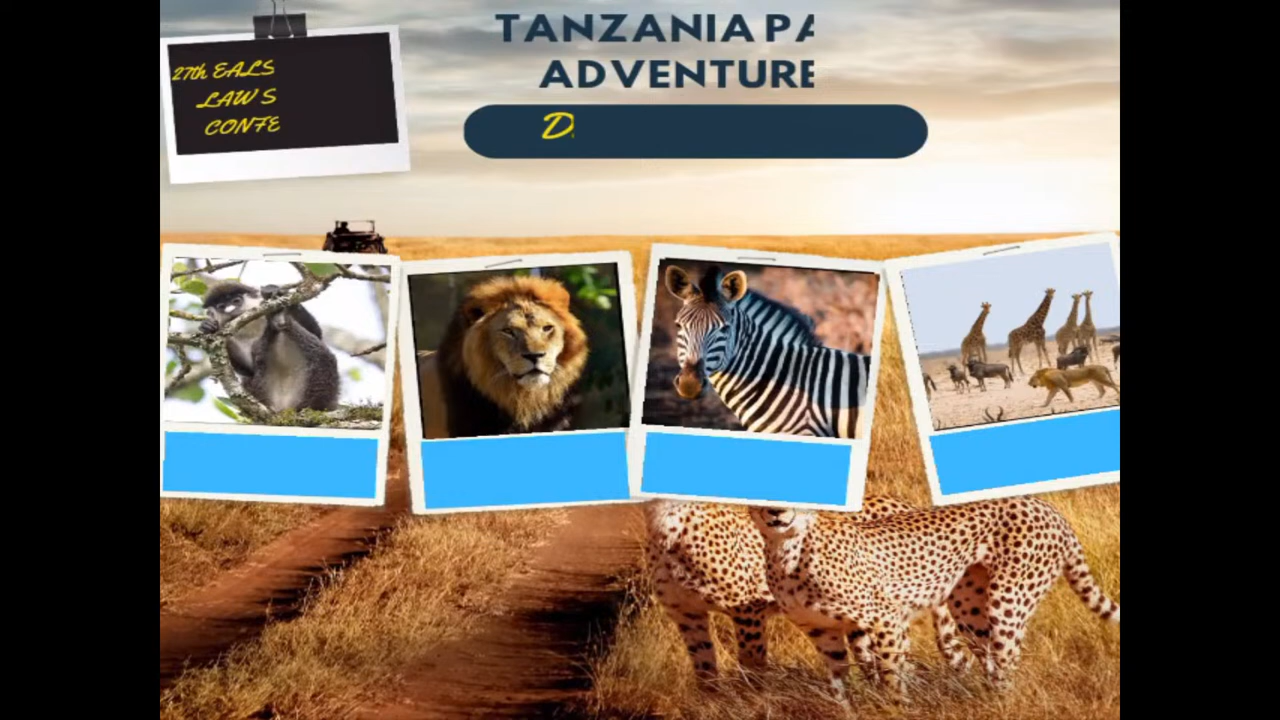 27th EALS
LAW S
CONFE
TANZANIA PA
ADVENTURE
D